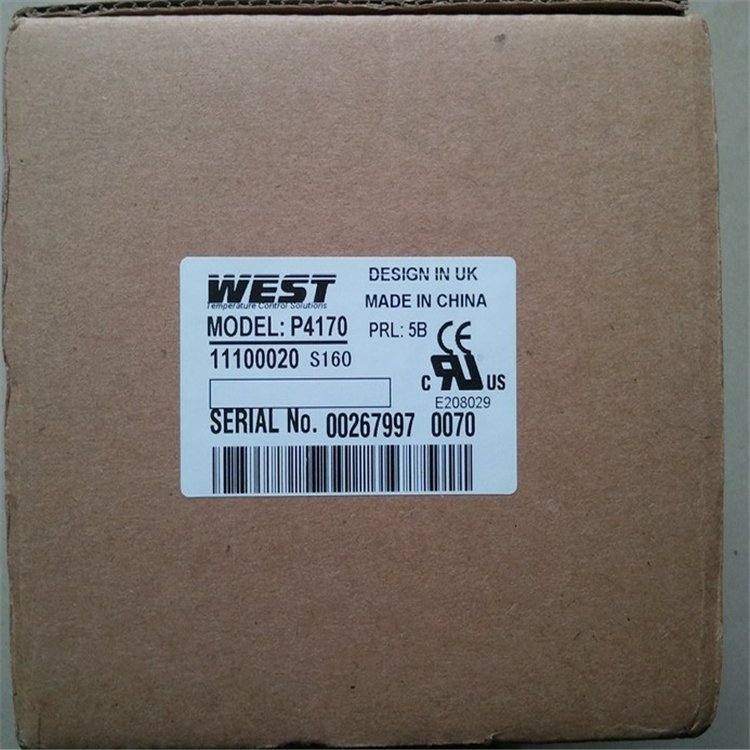 WEST
Temperature Control Solutions
DESIGN IN UK
MADE IN CHINA
MODEL: P4170
PRL: 5B
CE
11100020 S160
C UR US
E208029
SERIAL No. 00267997 0070